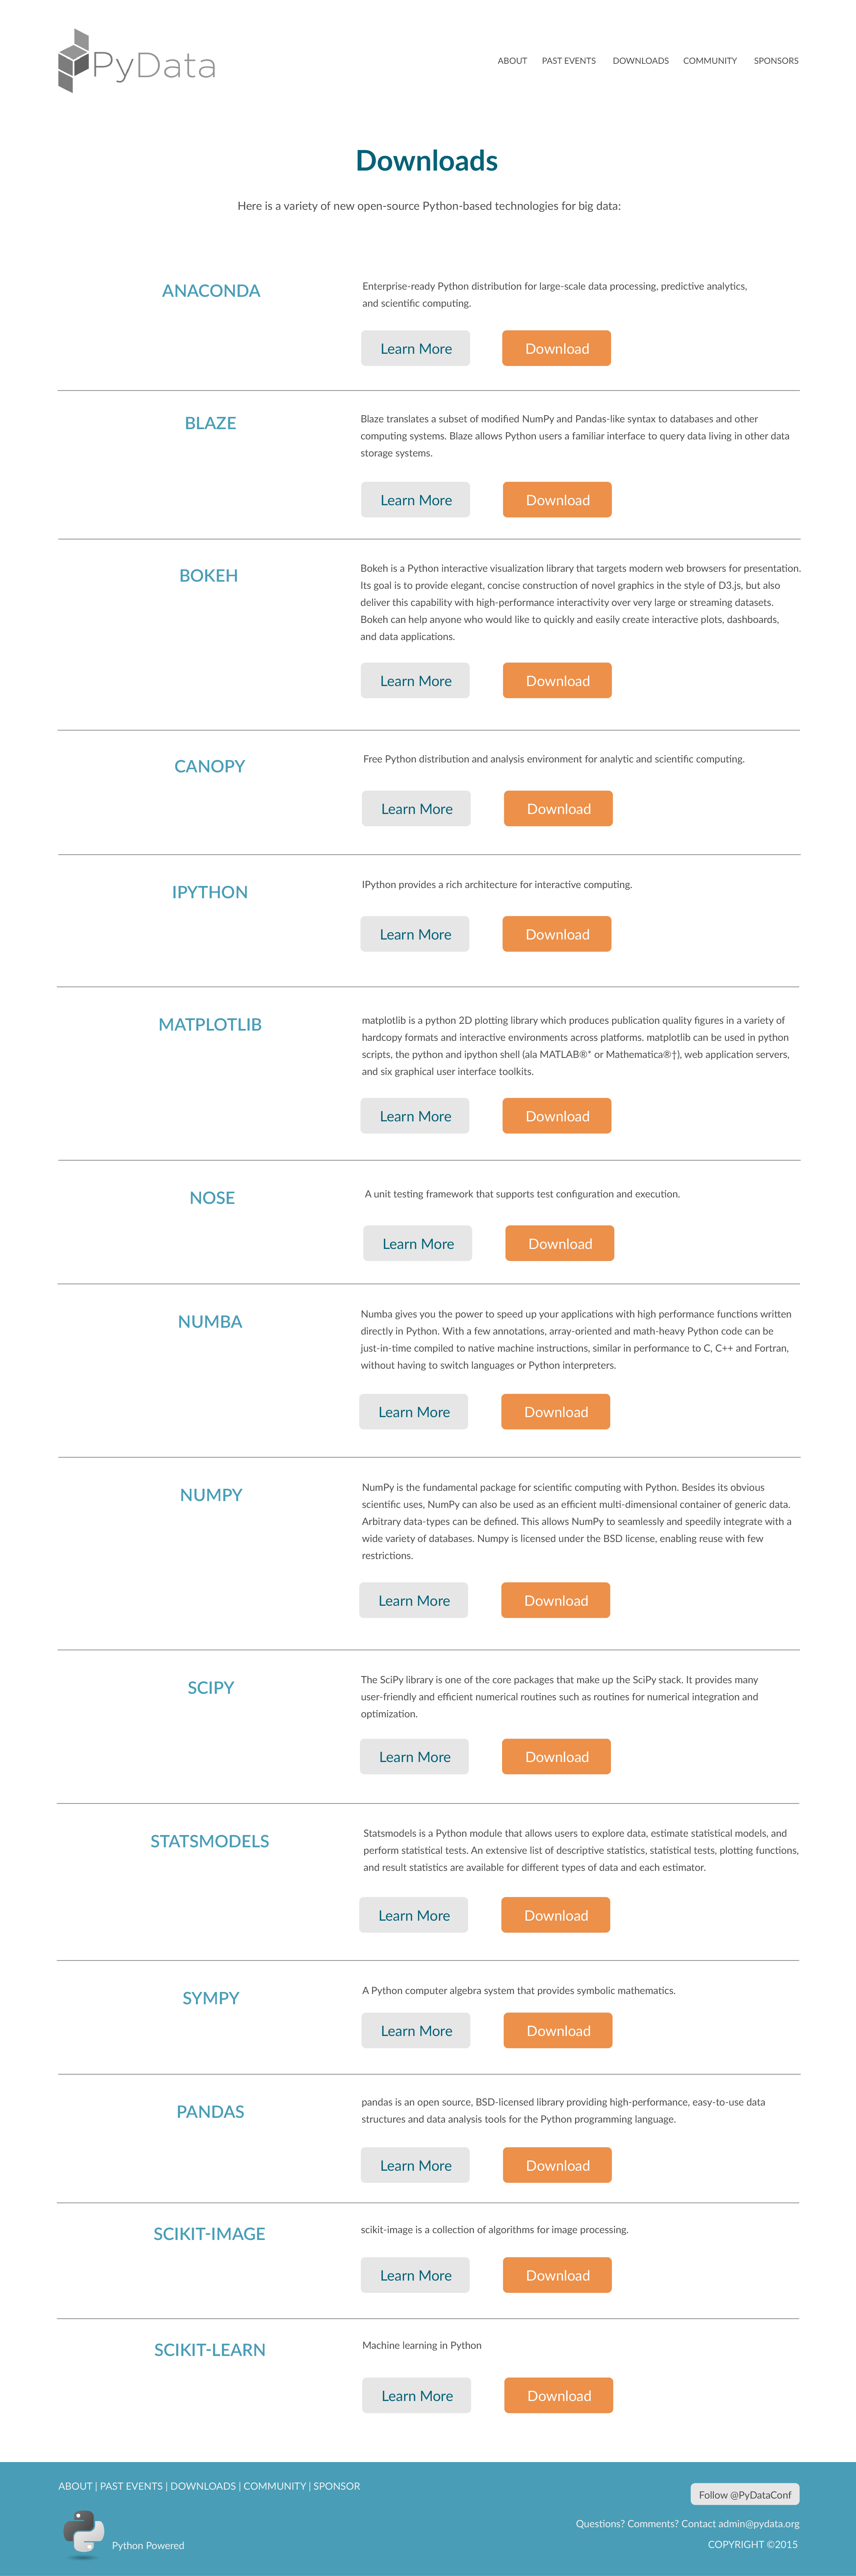 PyData
ABOUT PAST EVENTS DOWNLOADS COMMUNITY SPONSORS
Downloads
Here is a variety of new open-source Python-based technologies for big data:
ANACONDA
Enterprise-ready Python distribution for large-scale data processing, predictive analytics,
and scientific computing.
Learn More Download
BLAZE
Blaze translates a subset of modified NumPy and Pandas-like syntax to databases and other
computing systems. Blaze allows Python users a familiar interface to query data living in other data
storage systems.
Learn More Download
BOKEH
Bokeh is a Python interactive visualization library that targets modern web browsers for presentation.
Its goal is to provide elegant, concise construction of novel graphics in the style of D3.js, but also
deliver this capability with high-performance interactivity over very large or streaming datasets.
Bokeh can help anyone who would like to quickly and easily create interactive plots, dashboards,
and data applications.
Learn More Download
CANOPY
Free Python distribution and analysis environment for analytic and scientific computing.
Learn More Download
IPYTHON
IPython provides a rich architecture for interactive computing.
Learn More Download
MATPLOTLIB
matplotlib is a python 2D plotting library which produces publication quality figures in a variety of
hardcopy formats and interactive environments across platforms. matplotlib can be used in python
scripts, the python and ipython shell (ala MATLAB®* or Mathematica®†), web application servers,
and six graphical user interface toolkits.
Learn More Download
NOSE
A unit testing framework that supports test configuration and execution.
Learn More Download
NUMBA
Numba gives you the power to speed up your applications with high performance functions written
directly in Python. With a few annotations, array-oriented and math-heavy Python code can be
just-in-time compiled to native machine instructions, similar in performance to C, C++ and Fortran,
without having to switch languages or Python interpreters.
Learn More Download
NUMPY
NumPy is the fundamental package for scientific computing with Python. Besides its obvious
scientific uses, NumPy can also be used as an efficient multi-dimensional container of generic data.
Arbitrary data-types can be defined. This allows NumPy to seamlessly and speedily integrate with a
wide variety of databases. Numpy is licensed under the BSD license, enabling reuse with few
restrictions.
Learn More Download
SCIPY
The SciPy library is one of the core packages that make up the SciPy stack. It provides many
user-friendly and efficient numerical routines such as routines for numerical integration and
optimization.
Learn More Download
STATSMODELS
Statsmodels is a Python module that allows users to explore data, estimate statistical models, and
perform statistical tests. An extensive list of descriptive statistics, statistical tests, plotting functions,
and result statistics are available for different types of data and each estimator.
Learn More Download
SYMPY
A Python computer algebra system that provides symbolic mathematics.
Learn More Download
PANDAS
pandas is an open source, BSD-licensed library providing high-performance, easy-to-use data
structures and data analysis tools for the Python programming language.
Learn More Download
SCIKIT-IMAGE
scikit-image is a collection of algorithms for image processing.
Learn More Download
SCIKIT-LEARN
Machine learning in Python
Learn More Download
ABOUT | PAST EVENTS | DOWNLOADS | COMMUNITY | SPONSOR
Follow @PyDataConf
Questions? Comments? Contact admin@pydata.org
Python Powered
COPYRIGHT ©2015